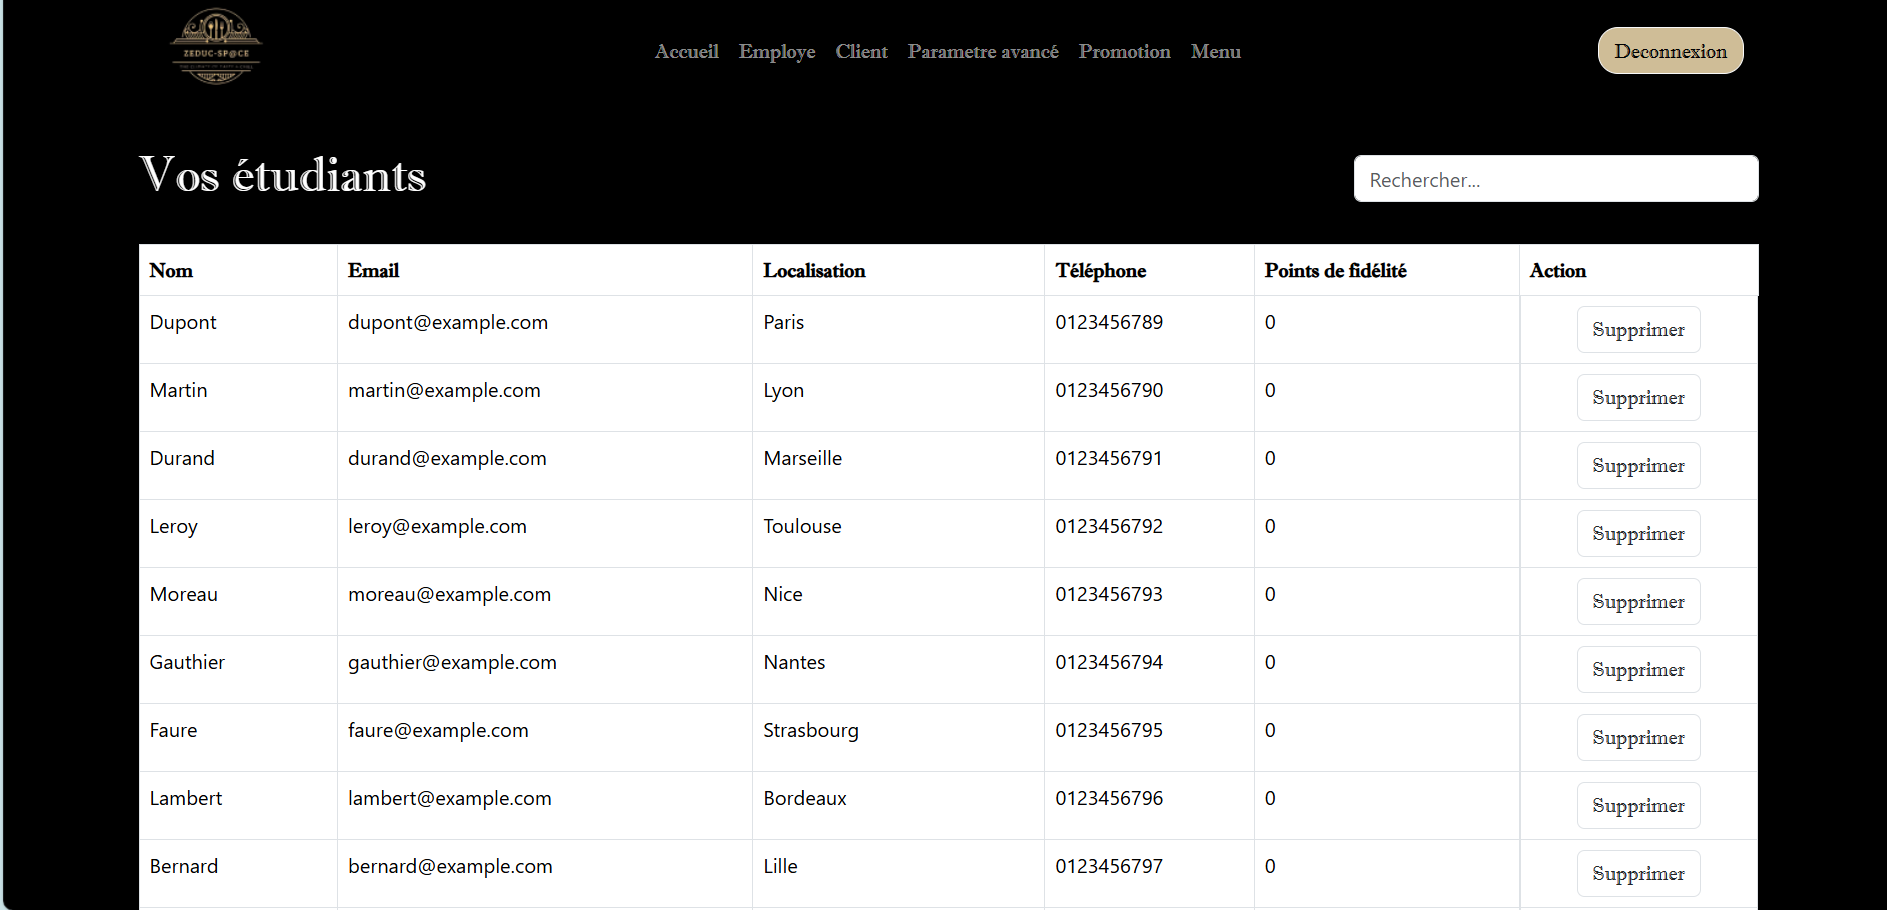 ZEDUC-SP@CE
Accueil Employe Client Parametre avancé Promotion Menu
Deconnexion
Vos étudiants
Rechercher...
Nom Email Localisation Téléphone Points de fidélité Action
Dupont dupont@example.com Paris 0123456789 0 Supprimer
Martin martin@example.com Lyon 0123456790 0 Supprimer
Durand durand@example.com Marseille 0123456791 0 Supprimer
Leroy leroy@example.com Toulouse 0123456792 0 Supprimer
Moreau moreau@example.com Nice 0123456793 0 Supprimer
Gauthier gauthier@example.com Nantes 0123456794 0 Supprimer
Faure faure@example.com Strasbourg 0123456795 0 Supprimer
Lambert lambert@example.com Bordeaux 0123456796 0 Supprimer
Bernard bernard@example.com Lille 0123456797 0 Supprimer